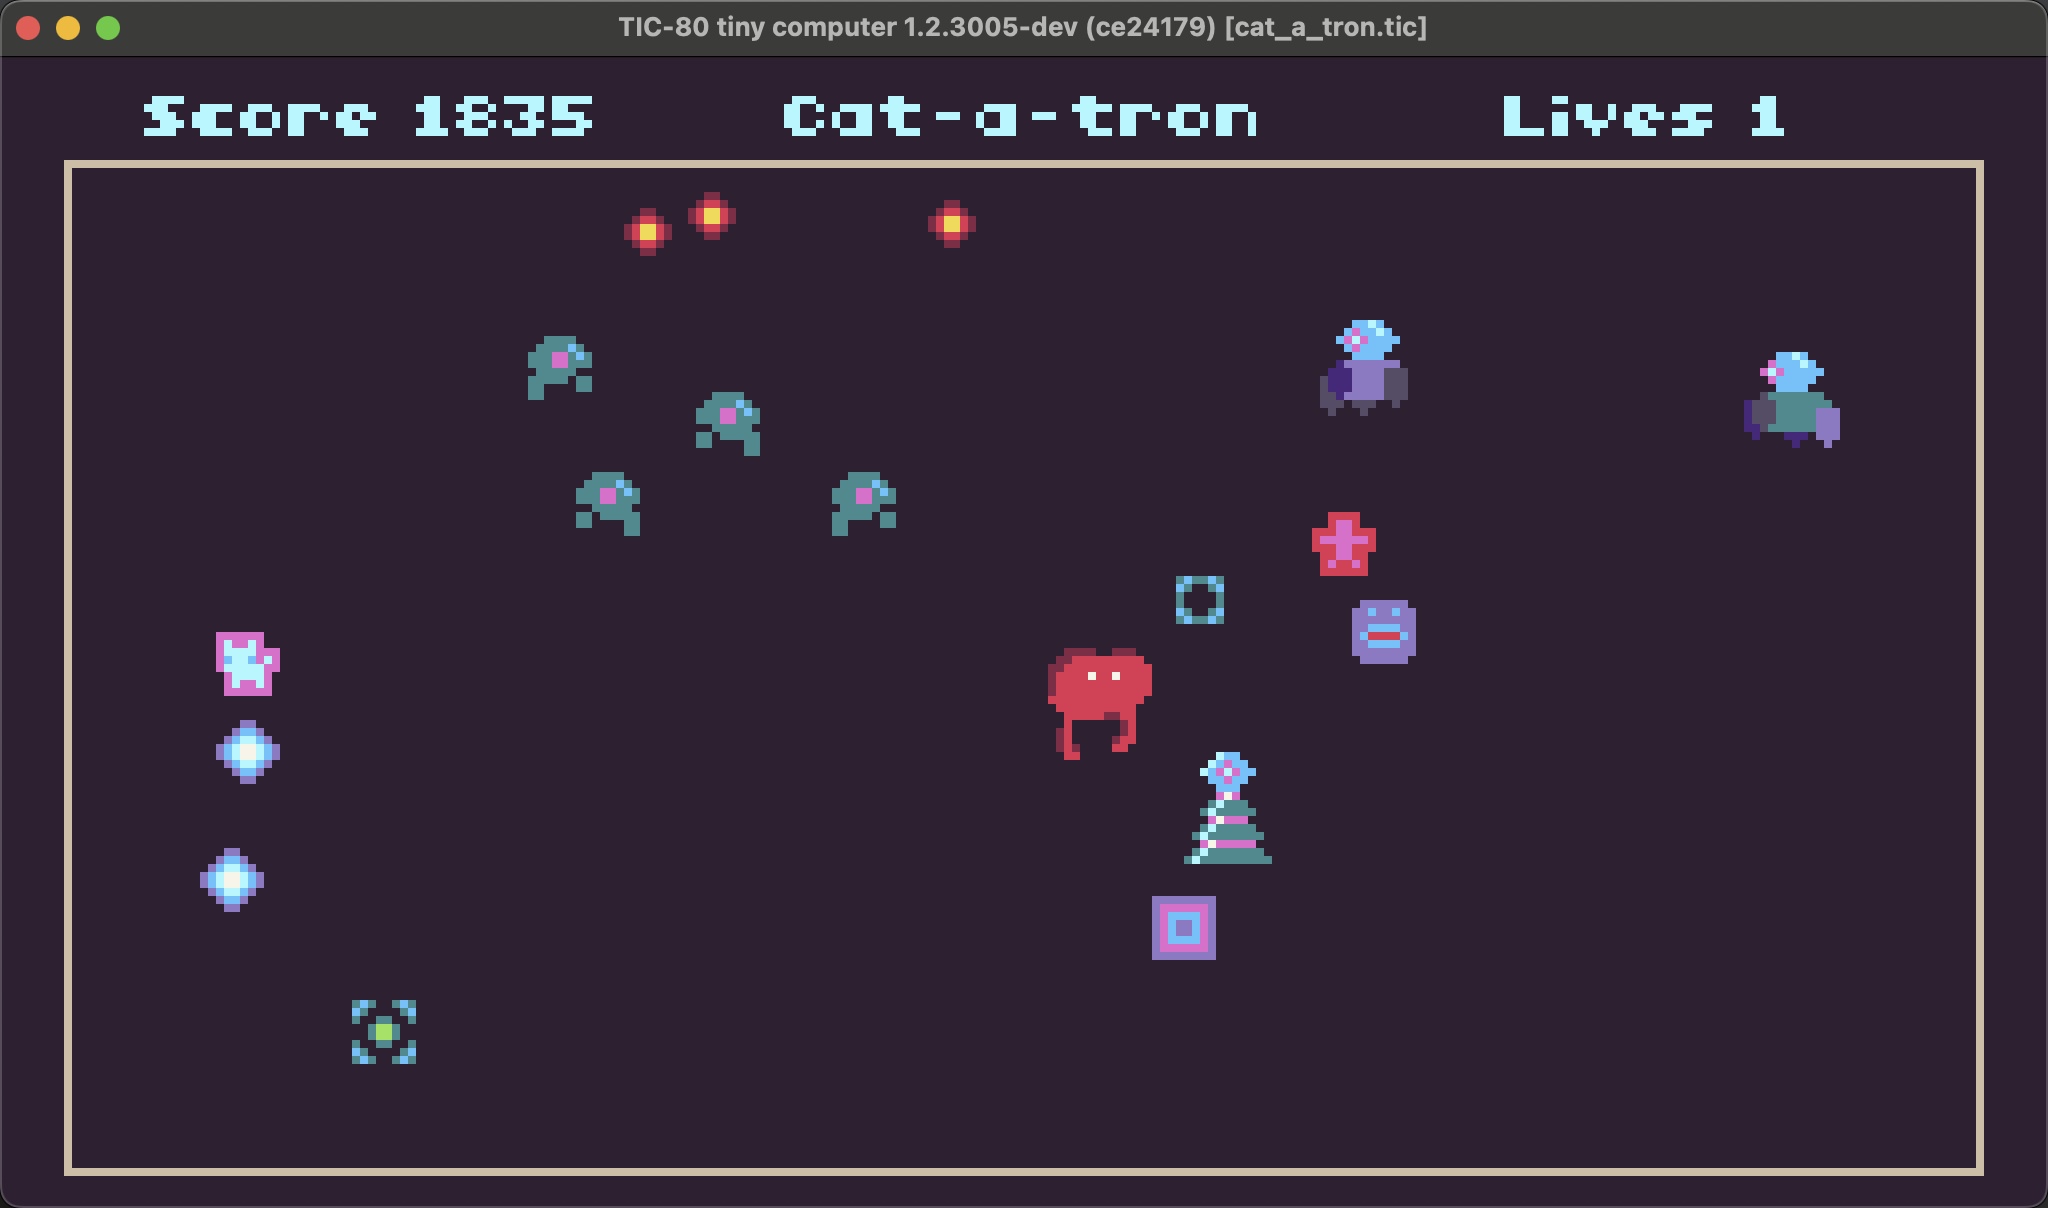 TIC-80 tiny computer 1.2.3005-dev (ce24179) [cat_a_tron.tic]
Score 1835 Cat-a-tron Lives 1